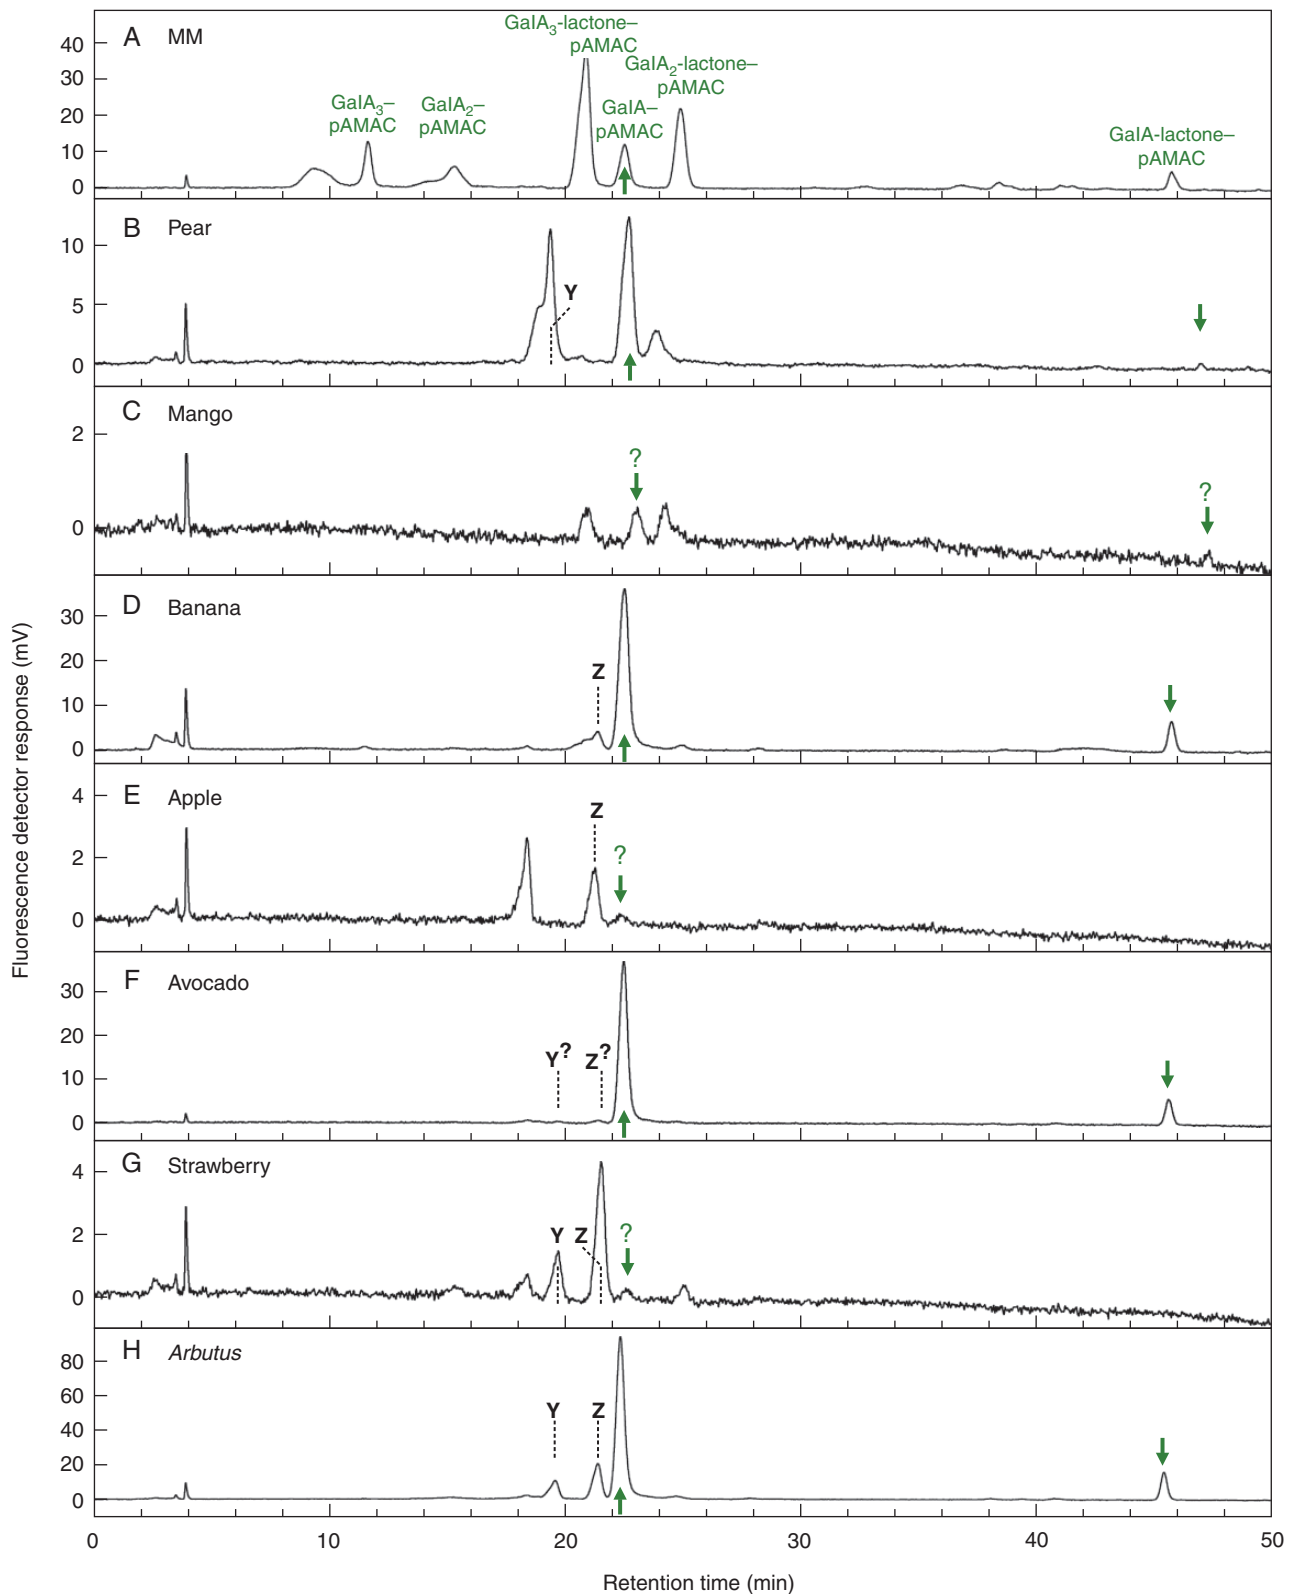 A MM
GalA₃-lactone–
pAMAC
GalA₂-lactone–
pAMAC
GalA₃–
pAMAC
GalA₂–
pAMAC
GalA–
pAMAC
GalA-lactone–
pAMAC
40
30
20
10
0
B Pear
Y
10
5
0
C Mango
?
?
2
0
D Banana
Z
30
20
10
0
E Apple
Z
?
4
2
0
F Avocado
Y?
Z?
30
20
10
0
G Strawberry
Y
Z
?
4
2
0
H Arbutus
Y
Z
80
60
40
20
0
0 10 20 30 40 50
Retention time (min)
Fluorescence detector response (mV)